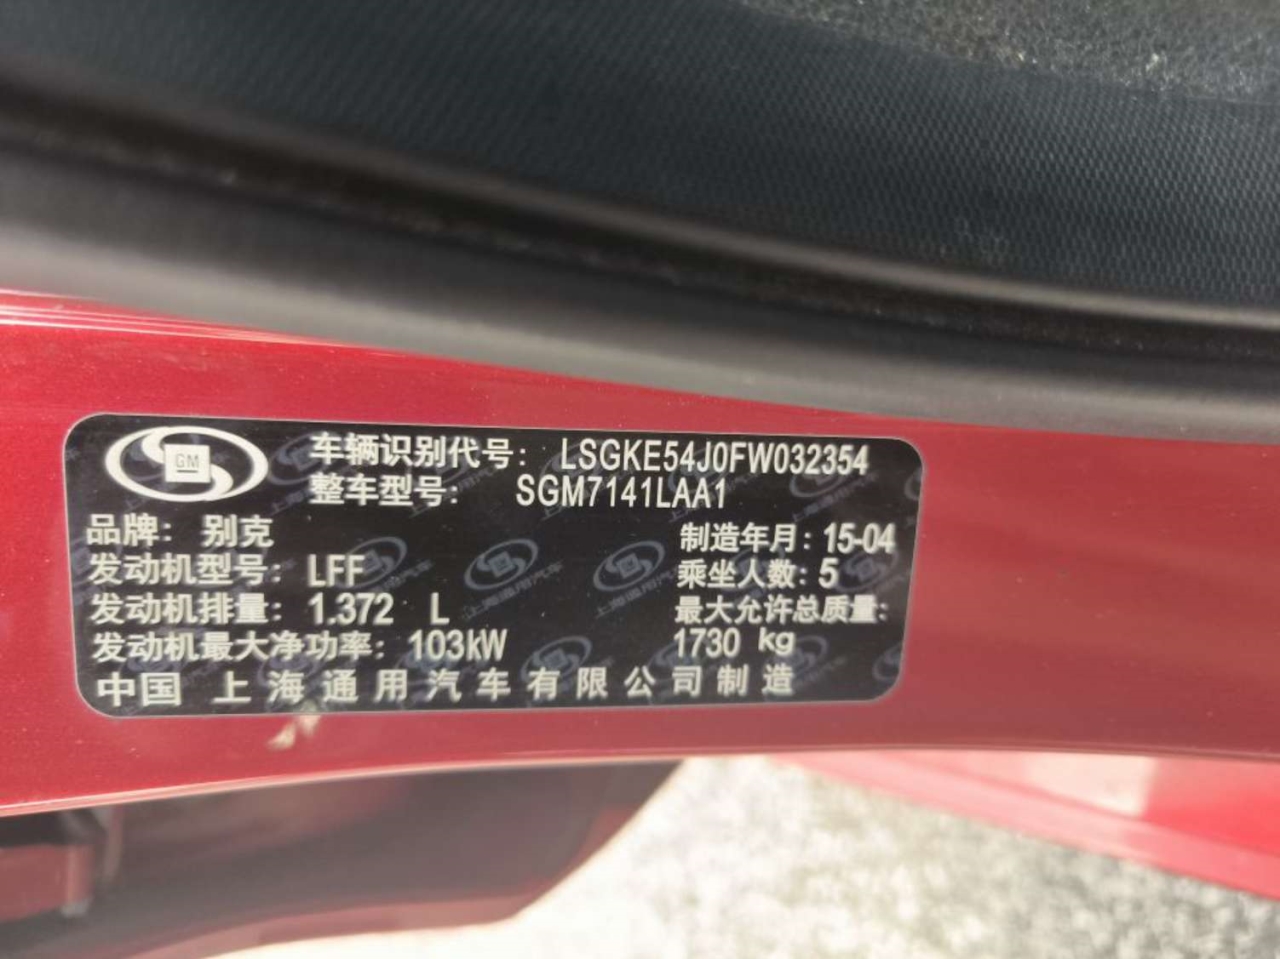 GM
车辆识别代号: LSGKE54J0FW032354
整车型号: SGM7141LAA1
品牌: 别克 制造年月: 15-04
发动机型号: LFF 乘坐人数: 5
发动机排量: 1.372 L 最大允许总质量:
发动机最大净功率: 103kW 1730 kg
中国 上海通用汽车有限公司制造